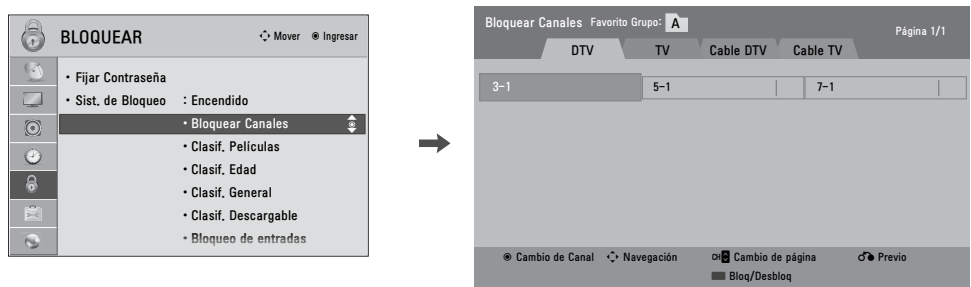 BLOQUEAR
Mover Ingresar
• Fijar Contraseña
• Sist. de Bloqueo : Encendido
• Bloquear Canales
• Clasif. Películas
• Clasif. Edad
• Clasif. General
• Clasif. Descargable
• Bloqueo de entradas
Bloquear Canales Favorito Grupo: A
Página 1/1
DTV TV Cable DTV Cable TV
3-1 5-1 7-1
Cambio de Canal Navegación CH Cambio de página Previo
Bloq/Desbloq